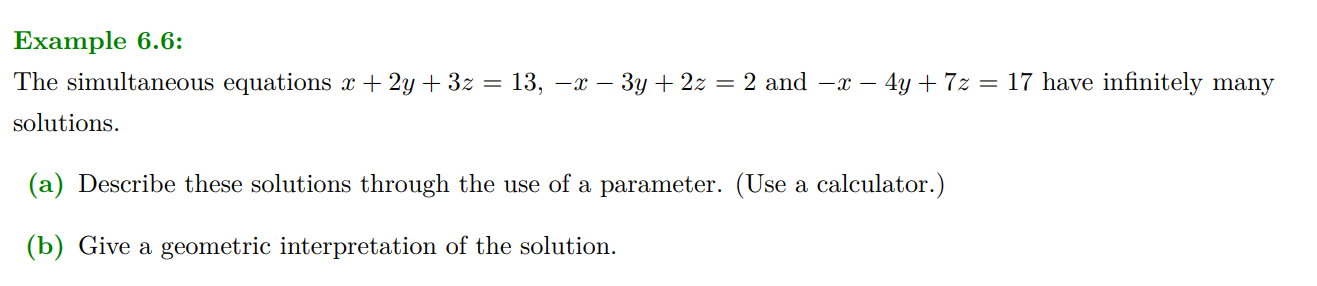 Example 6.6:
The simultaneous equations x + 2y + 3z = 13, −x − 3y + 2z = 2 and −x − 4y + 7z = 17 have infinitely many
solutions.
(a) Describe these solutions through the use of a parameter. (Use a calculator.)
(b) Give a geometric interpretation of the solution.